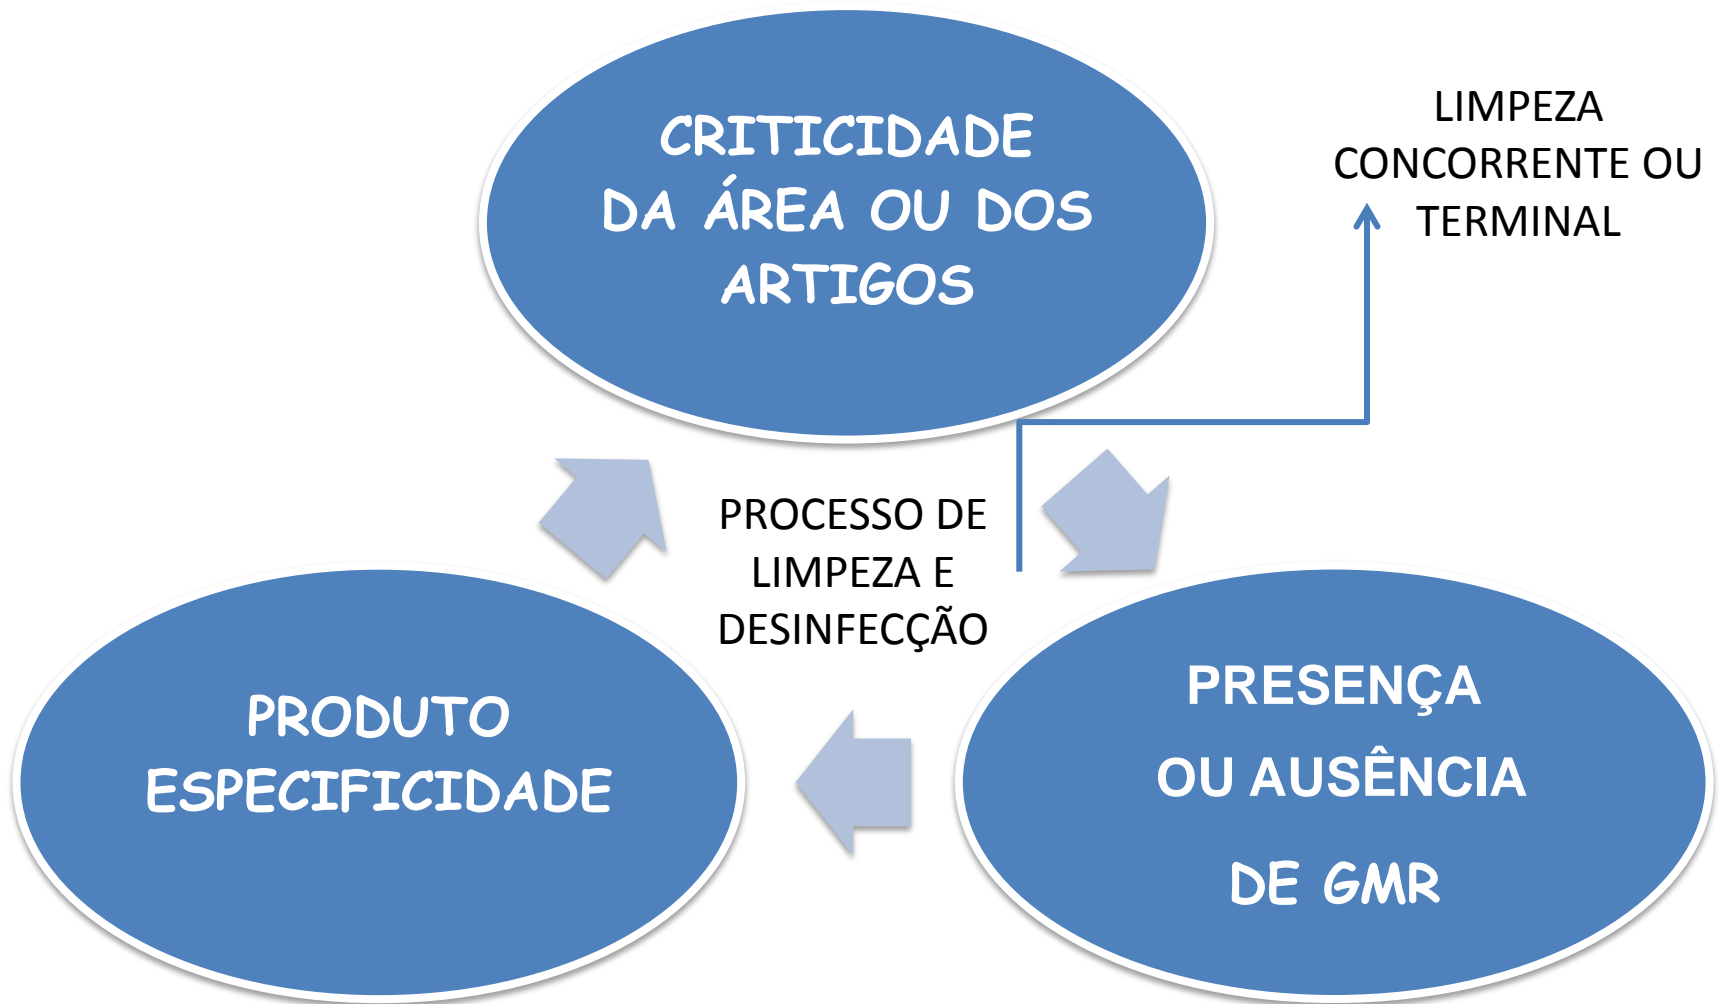 CRITICIDADE
DA ÁREA OU DOS
ARTIGOS
LIMPEZA
CONCORRENTE OU
TERMINAL
PROCESSO DE
LIMPEZA E
DESINFECÇÃO
PRODUTO
ESPECIFICIDADE
PRESENÇA
OU AUSÊNCIA
DE GMR